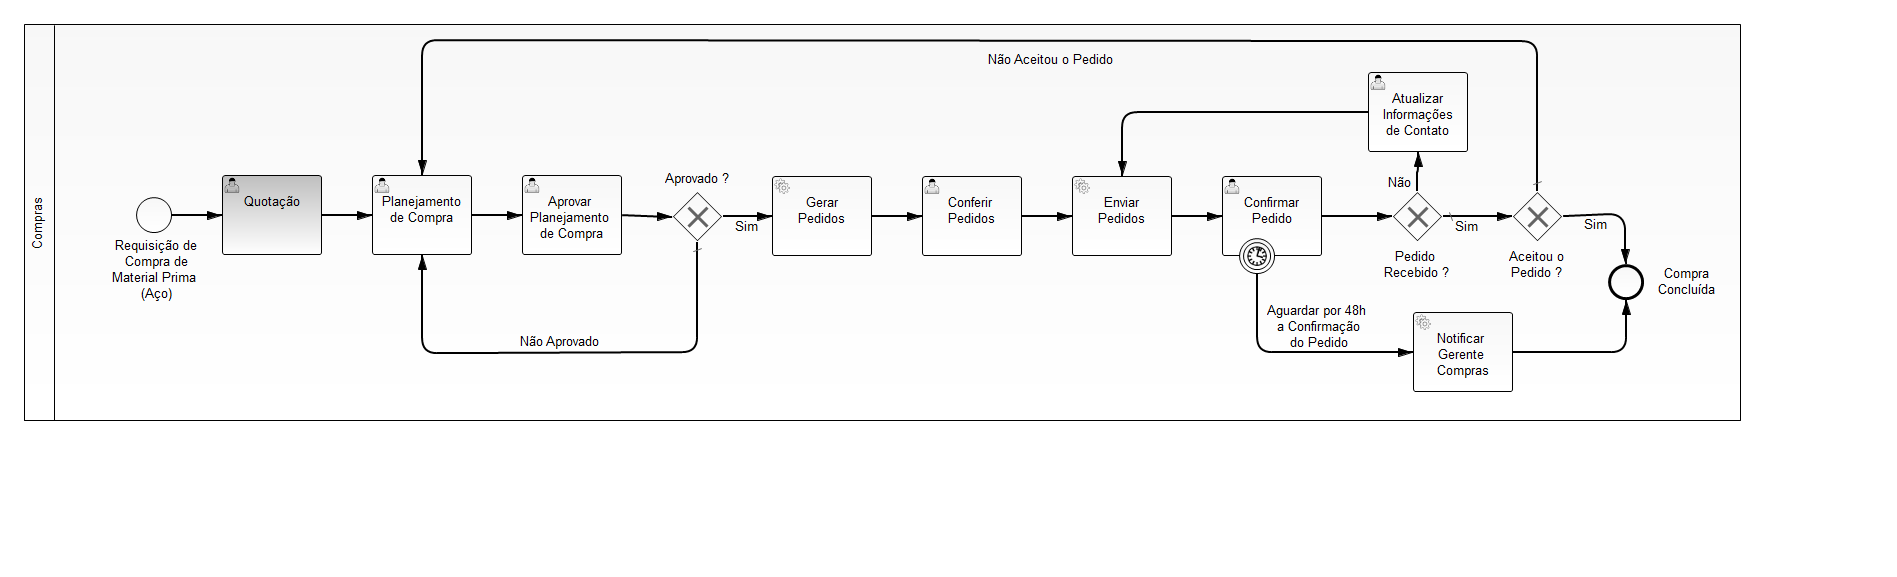 Compras
Não Aceitou o Pedido
Atualizar
Informações
de Contato
Não
Requisição de
Compra de
Material Prima
(Aço)
Quotação
Planejamento
de Compra
Aprovar
Planejamento
de Compra
Aprovado ?
Sim
Não Aprovado
Gerar
Pedidos
Conferir
Pedidos
Enviar
Pedidos
Confirmar
Pedido
Pedido
Recebido ?
Sim
Aceitou o
Pedido ?
Sim
Compra
Concluída
Aguardar por 48h
a Confirmação
do Pedido
Notificar
Gerente
Compras